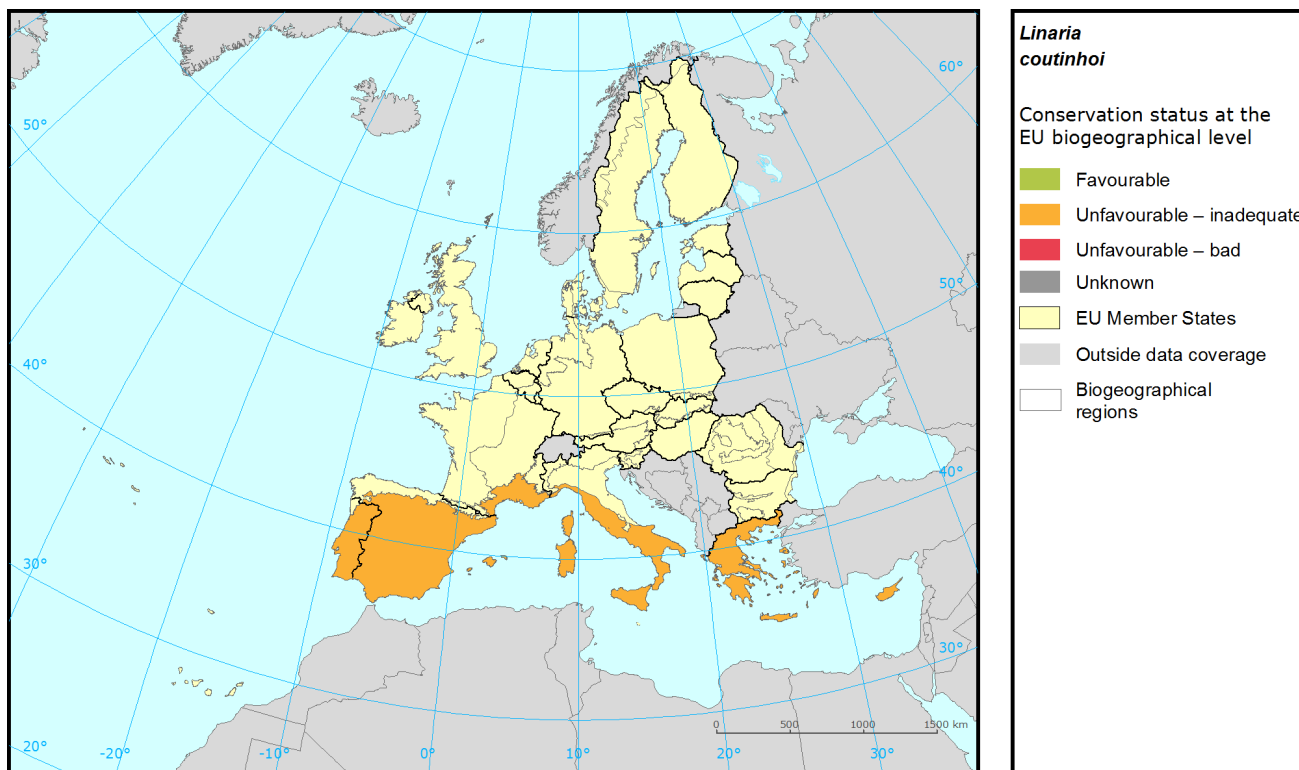 Linaria
coutinhoi
Conservation status at the
EU biogeographical level
Favourable
Unfavourable – inadequate
Unfavourable – bad
Unknown
EU Member States
Outside data coverage
Biogeographical
regions
60°
50°
50°
40°
40°
30°
30°
20°
-20°
-10°
0°
10°
20°
30°
0 500 1000 1500 km